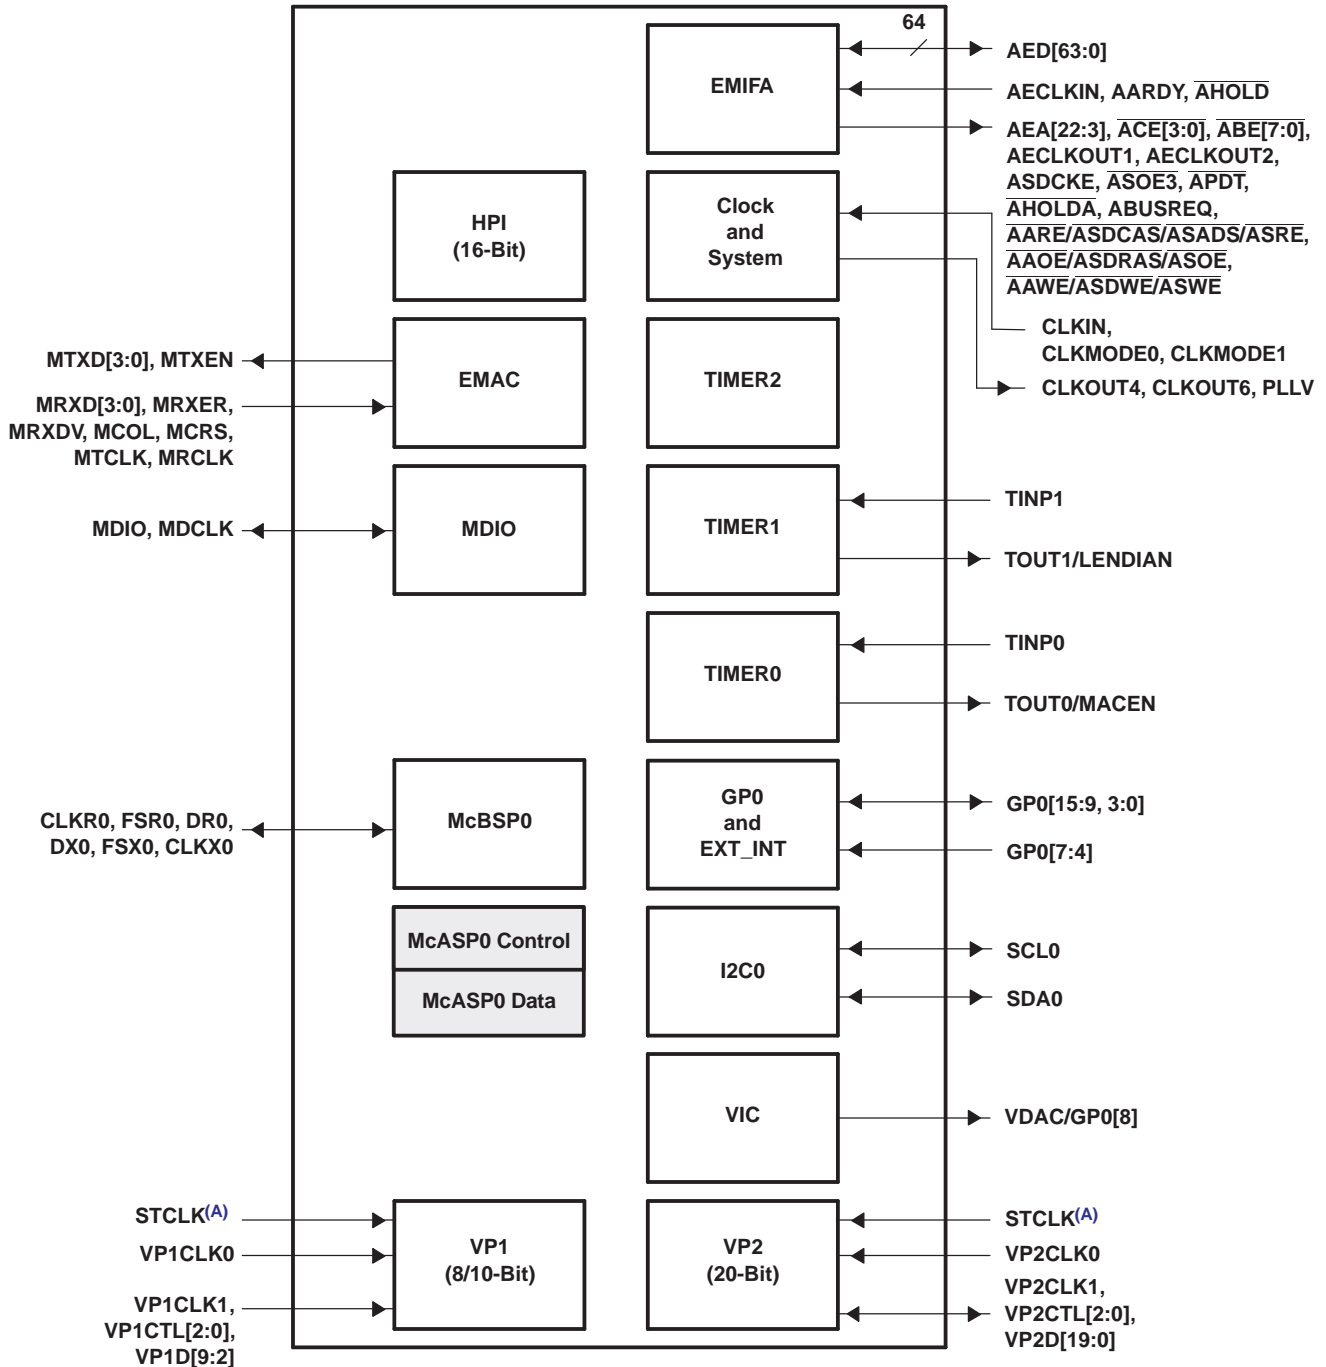 64
AED[63:0]
EMIFA
AECLKIN, AARDY, AHOLD
AEA[22:3], ACE[3:0], ABE[7:0],
AECLKOUT1, AECLKOUT2,
ASDCKE, ASOE3, APDT,
AHOLDA, ABUSREQ,
AARE/ASDCAS/ASADS/ASRE,
AAOE/ASDRAS/ASOE,
AAWE/ASDWE/ASWE
HPI
(16-Bit)
Clock
and
System
CLKIN,
CLKMODE0, CLKMODE1
CLKOUT4, CLKOUT6, PLLV
MTXD[3:0], MTXEN
MRXD[3:0], MRXER,
MRXDV, MCOL, MCRS,
MTCLK, MRCLK
EMAC
TIMER2
MDIO, MDCLK
MDIO
TIMER1
TINP1
TOUT1/LENDIAN
TIMER0
TINP0
TOUT0/MACEN
CLKR0, FSR0, DR0,
DX0, FSX0, CLKX0
McBSP0
GP0
and
EXT_INT
GP0[15:9, 3:0]
GP0[7:4]
McASP0 Control
McASP0 Data
I2C0
SCL0
SDA0
VIC
VDAC/GP0[8]
STCLK(A)
VP1CLK0
VP1CLK1,
VP1CTL[2:0],
VP1D[9:2]
VP1
(8/10-Bit)
VP2
(20-Bit)
STCLK(A)
VP2CLK0
VP2CLK1,
VP2CTL[2:0],
VP2D[19:0]